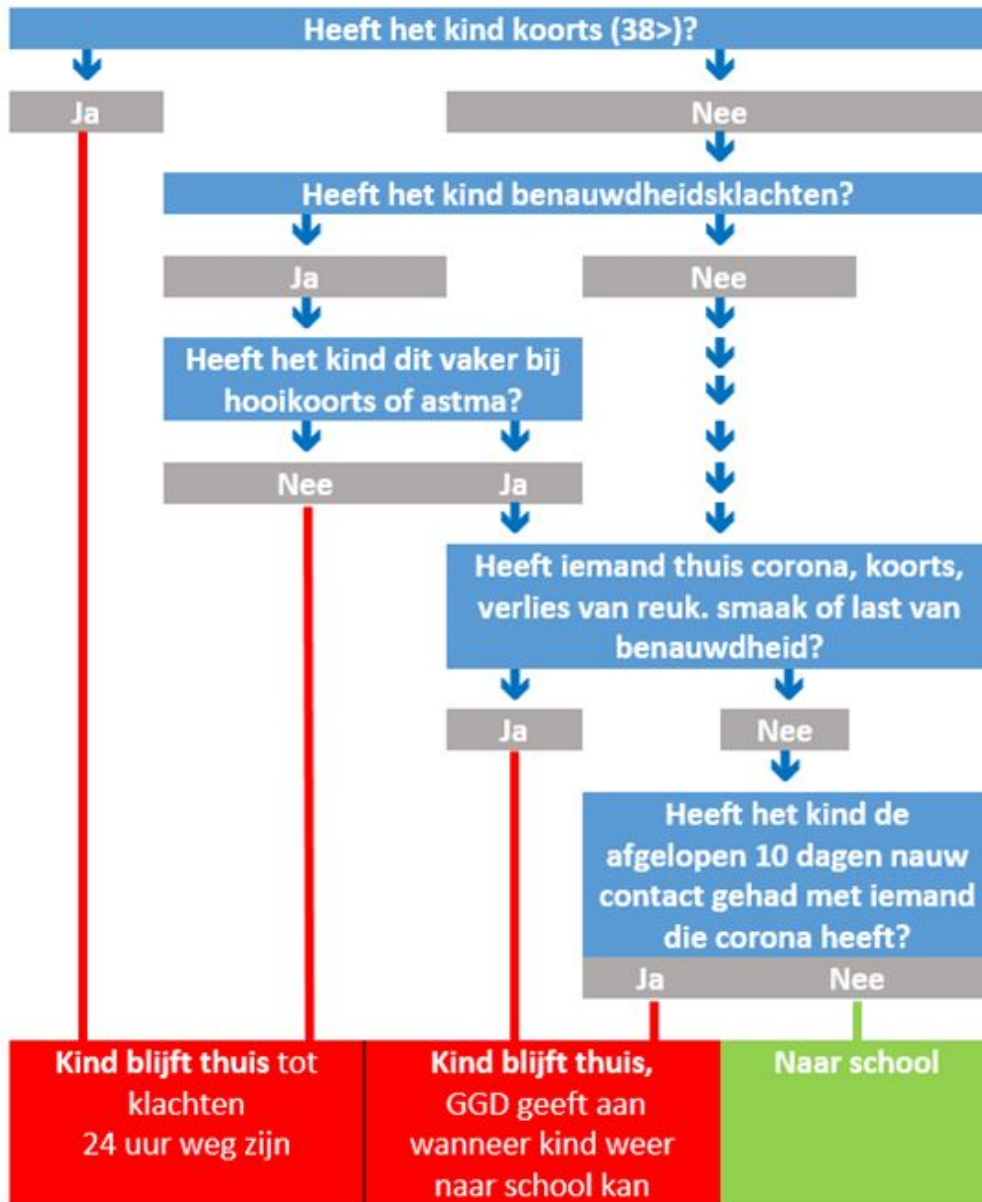 Heeft het kind koorts (38>)?
Ja
Nee
Heeft het kind benauwdheidsklachten?
Ja
Nee
Heeft het kind dit vaker bij
hooikoorts of astma?
Nee
Ja
Heeft iemand thuis corona, koorts,
verlies van reuk. smaak of last van
benauwdheid?
Ja
Nee
Heeft het kind de
afgelopen 10 dagen nauw
contact gehad met iemand
die corona heeft?
Ja
Nee
Kind blijft thuis tot
klachten
24 uur weg zijn
Kind blijft thuis,
GGD geeft aan
wanneer kind weer
naar school kan
Naar school